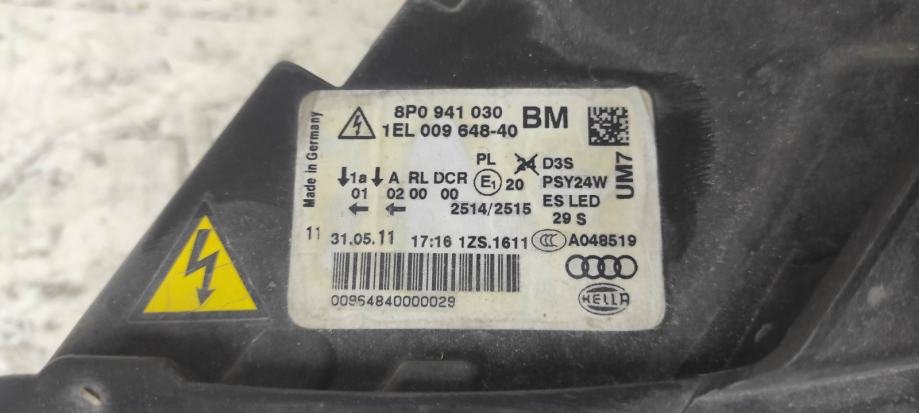 Made in Germany
8P0 941 030 BM
1EL 009 648-40
UM7
PL 24 D3S
1a A RL DCR E1 20 PSY24W
01 02 00 00 ES LED
2514/2515 29 S
11 31.05.11 17:16 1ZS.1611 CCC A048519
00964840000029
HELLA